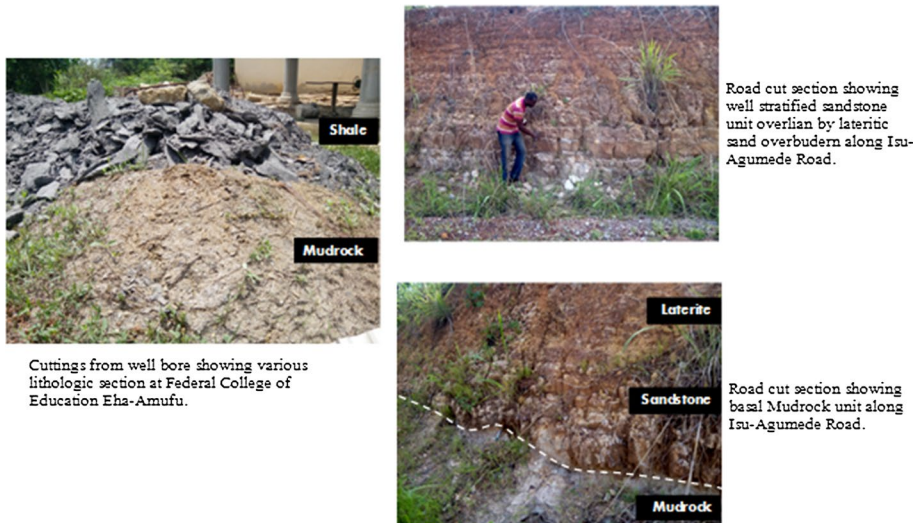 Shale
Mudrock
Cuttings from well bore showing various
lithologic section at Federal College of
Education Eha-Amufu.
Road cut section showing
well stratified sandstone
unit overlian by lateritic
sand overbudern along Isu-
Agumede Road.
Laterite
Sandstone
Mudrock
Road cut section showing
basal Mudrock unit along
Isu-Agumede Road.